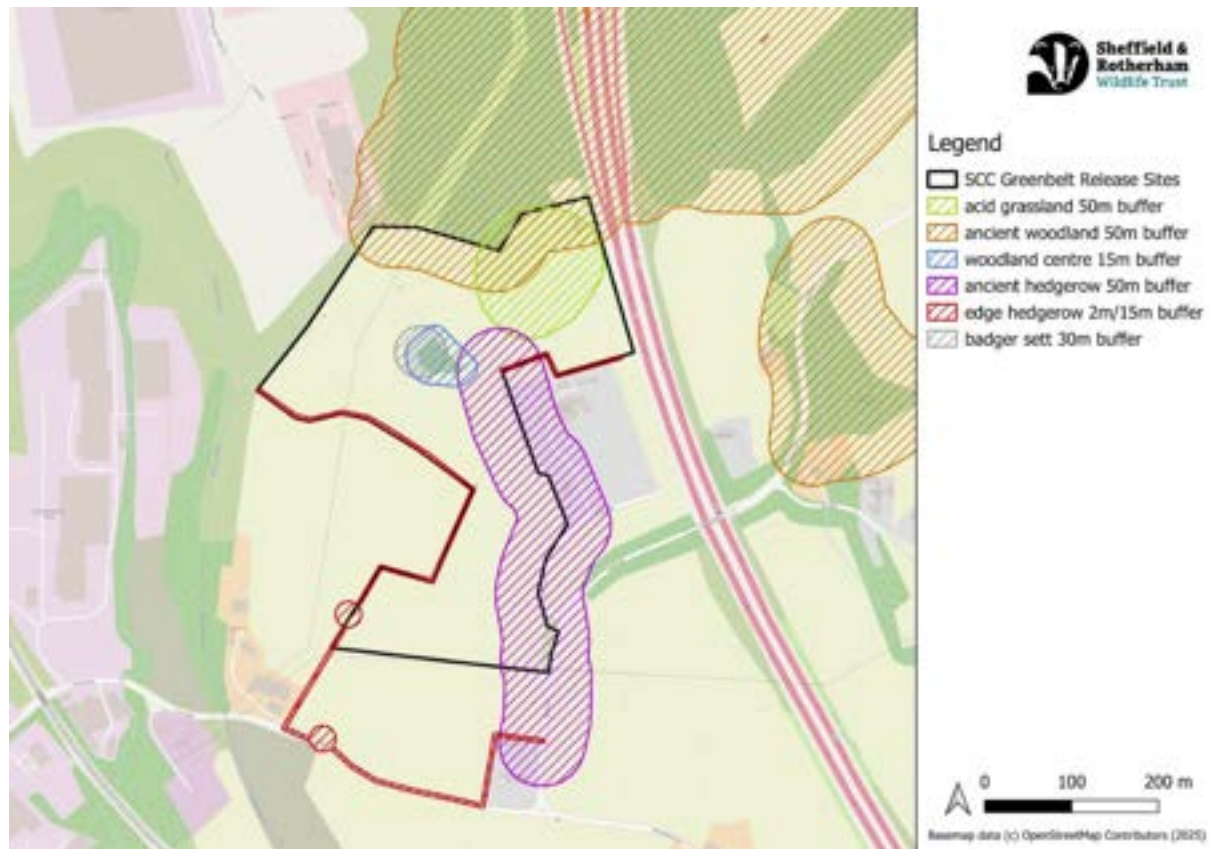 Sheffield &
Rotherham
Wildlife Trust
Legend
SCC Greenbelt Release Sites
acid grassland 50m buffer
ancient woodland 50m buffer
woodland centre 15m buffer
ancient hedgerow 50m buffer
edge hedgerow 2m/15m buffer
badger sett 30m buffer
0 100 200 m
Basemap data (c) OpenStreetMap Contributors (2025)